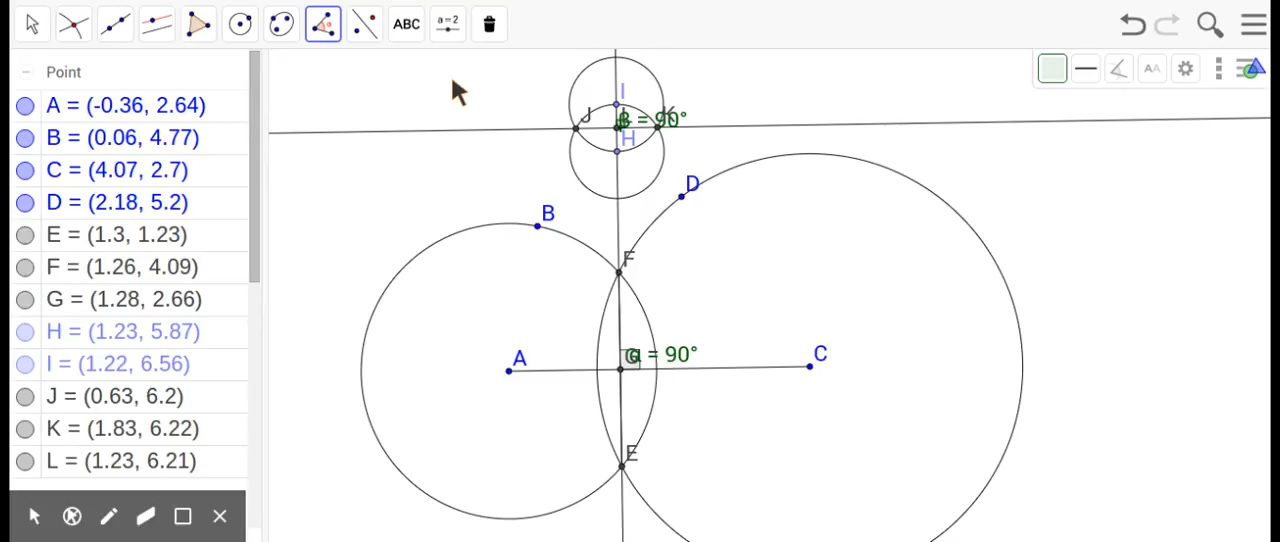 ABC
a=2
Point
A = (-0.36, 2.64)
B = (0.06, 4.77)
C = (4.07, 2.7)
D = (2.18, 5.2)
E = (1.3, 1.23)
F = (1.26, 4.09)
G = (1.28, 2.66)
H = (1.23, 5.87)
I = (1.22, 6.56)
J = (0.63, 6.2)
K = (1.83, 6.22)
L = (1.23, 6.21)
AA
I
J
K
L
β = 90°
H
D
B
F
G
α = 90°
A
C
E